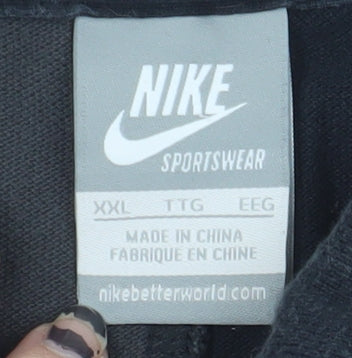 NIKE
SPORTSWEAR
XXL TTG EEG
MADE IN CHINA
FABRIQUE EN CHINE
nikebetterworld.com